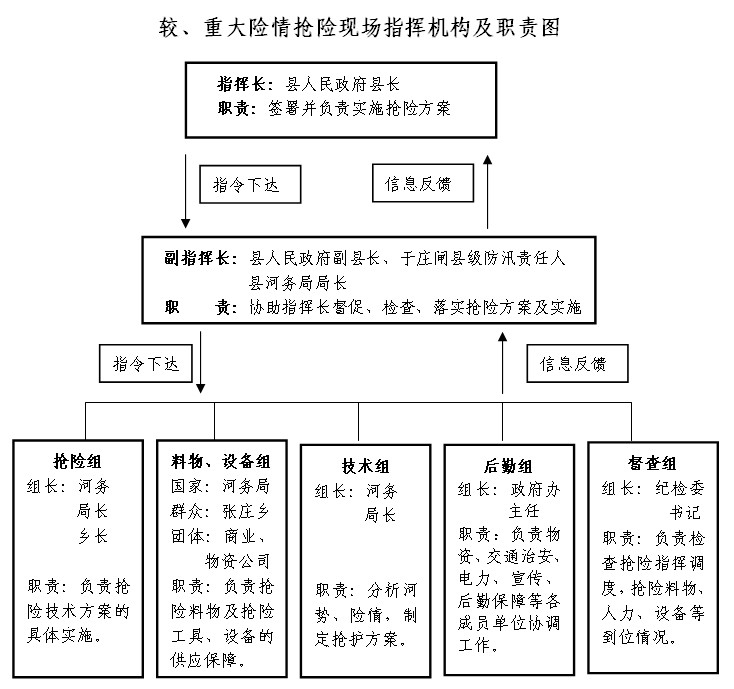 较、重大险情抢险现场指挥机构及职责图
指挥长：县人民政府县长
职责：签署并负责实施抢险方案
指令下达
信息反馈
副指挥长：县人民政府副县长、于庄闸县级防汛责任人
县河务局局长
职　　责：协助指挥长督促、检查、落实抢险方案及实施
指令下达
信息反馈
抢险组
组长：河务
局长
乡长
职责：负责抢
险技术方案的
具体实施。
料物、设备组
国家：河务局
群众：张庄乡
团体：商业、
物资公司
职责：负责抢
险料物及抢险
工具、设备的
供应保障。
技术组
组长：河务
局长
职责：分析河
势、险情，制
定抢护方案。
后勤组
组长：政府办
主任
职责：负责物
资、交通治安、
电力、宣传、
后勤保障等各
成员单位协调
工作。
督查组
组长：纪检委
书记
职责：负责检
查抢险指挥调
度，抢险料物、
人力、设备等
到位情况。